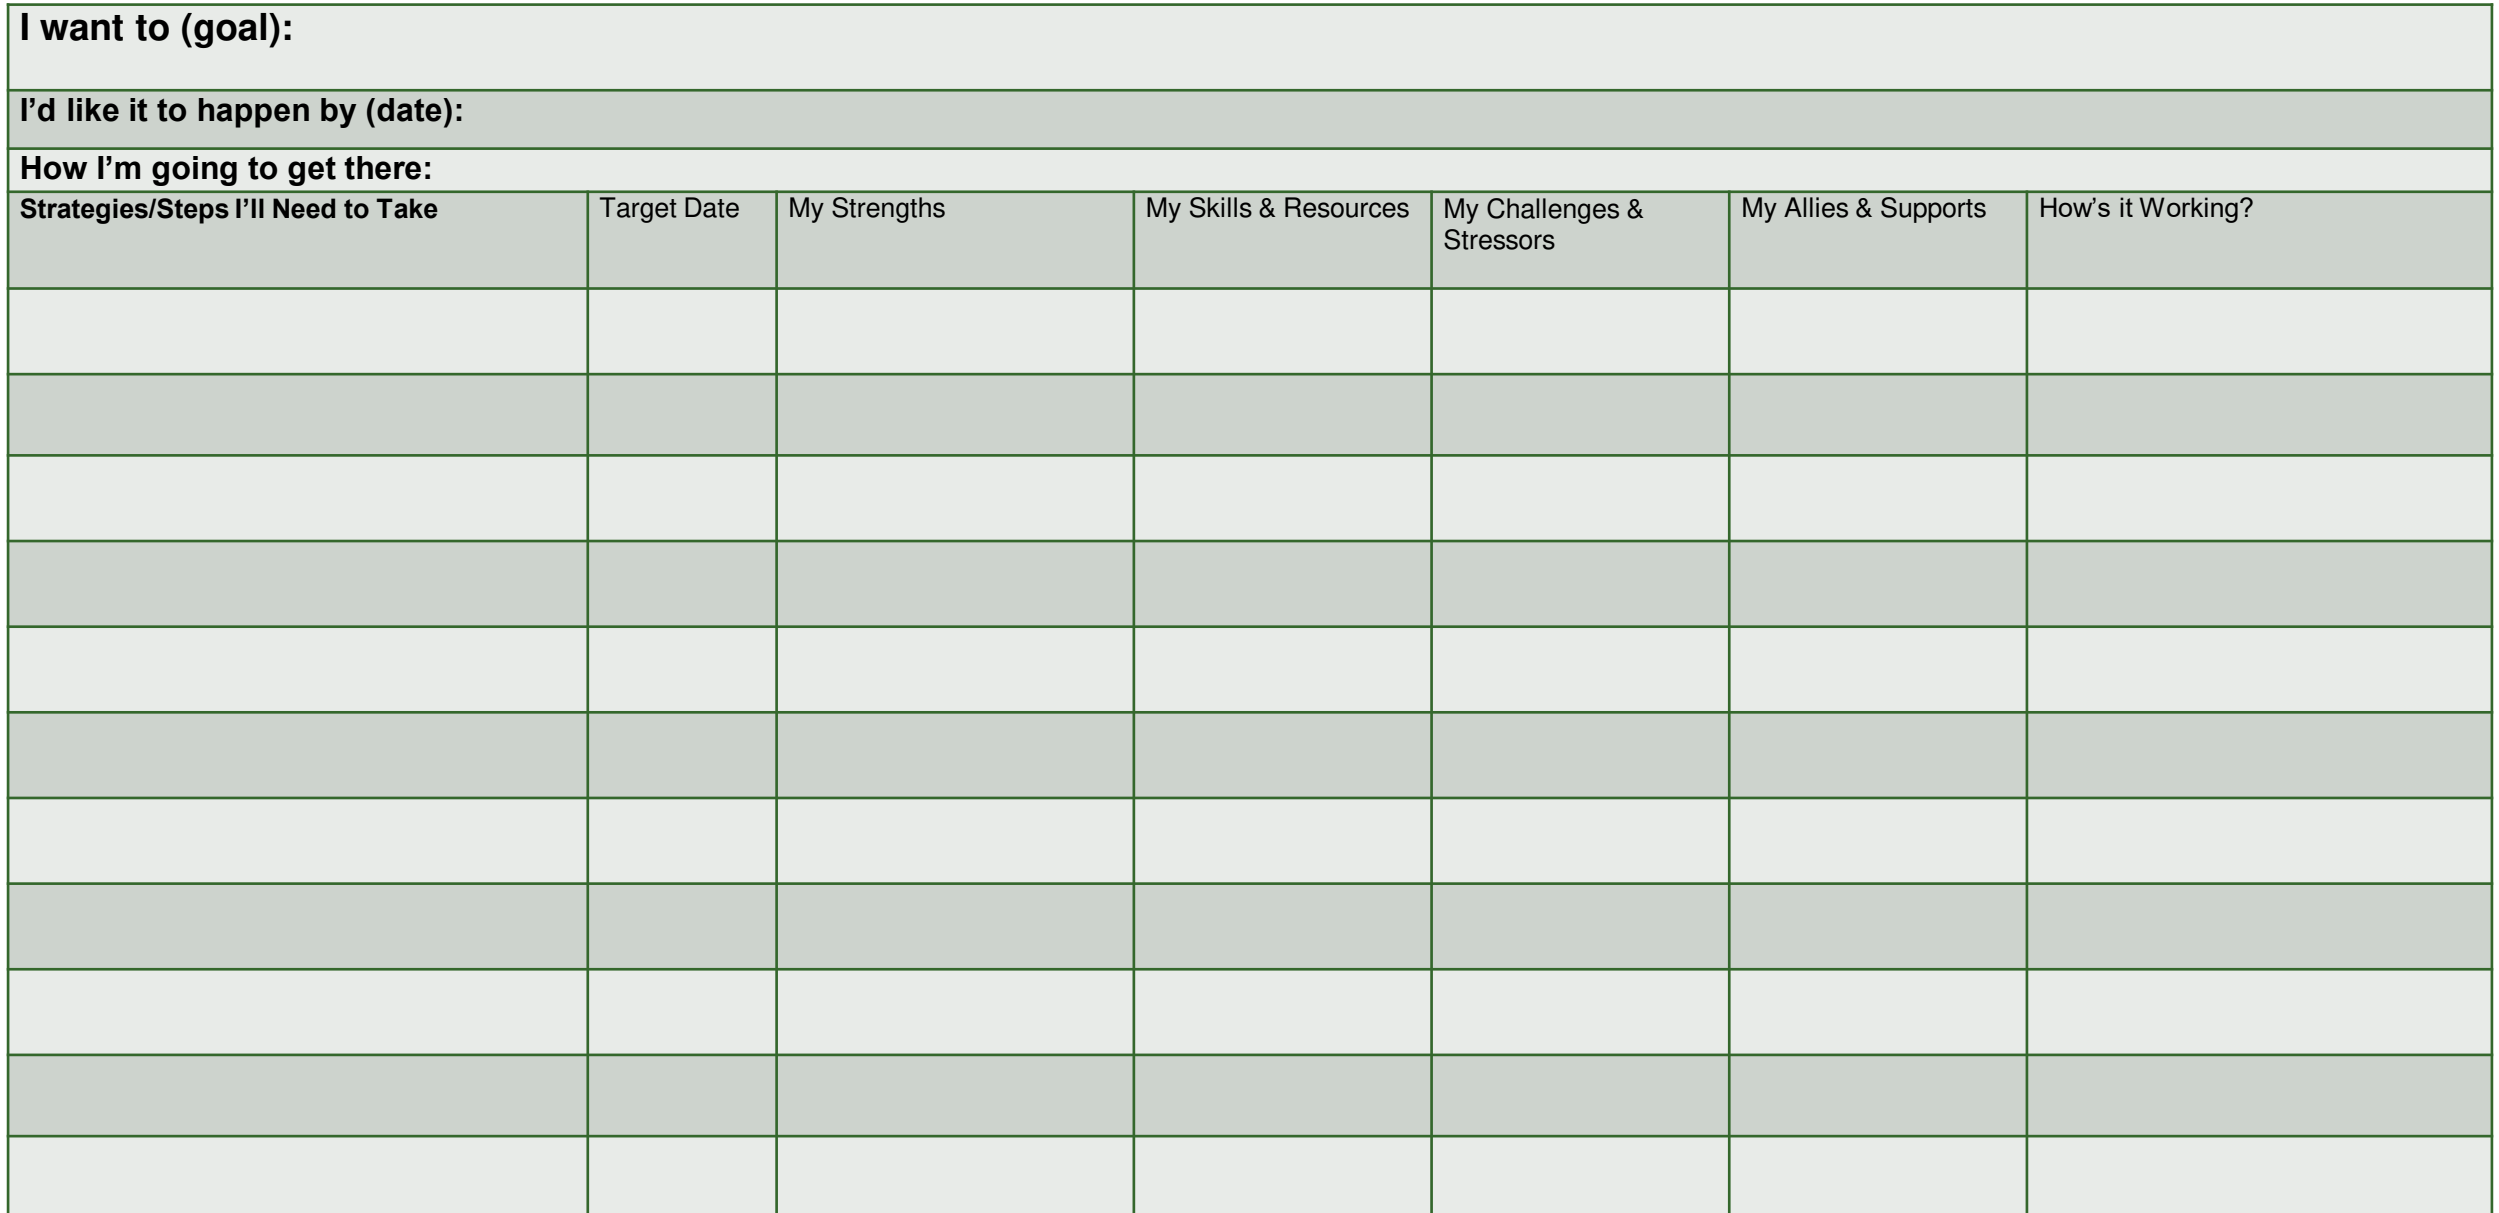 I want to (goal):
I’d like it to happen by (date):
How I’m going to get there:
Strategies/Steps I’ll Need to Take
Target Date
My Strengths
My Skills & Resources
My Challenges &
Stressors
My Allies & Supports
How’s it Working?